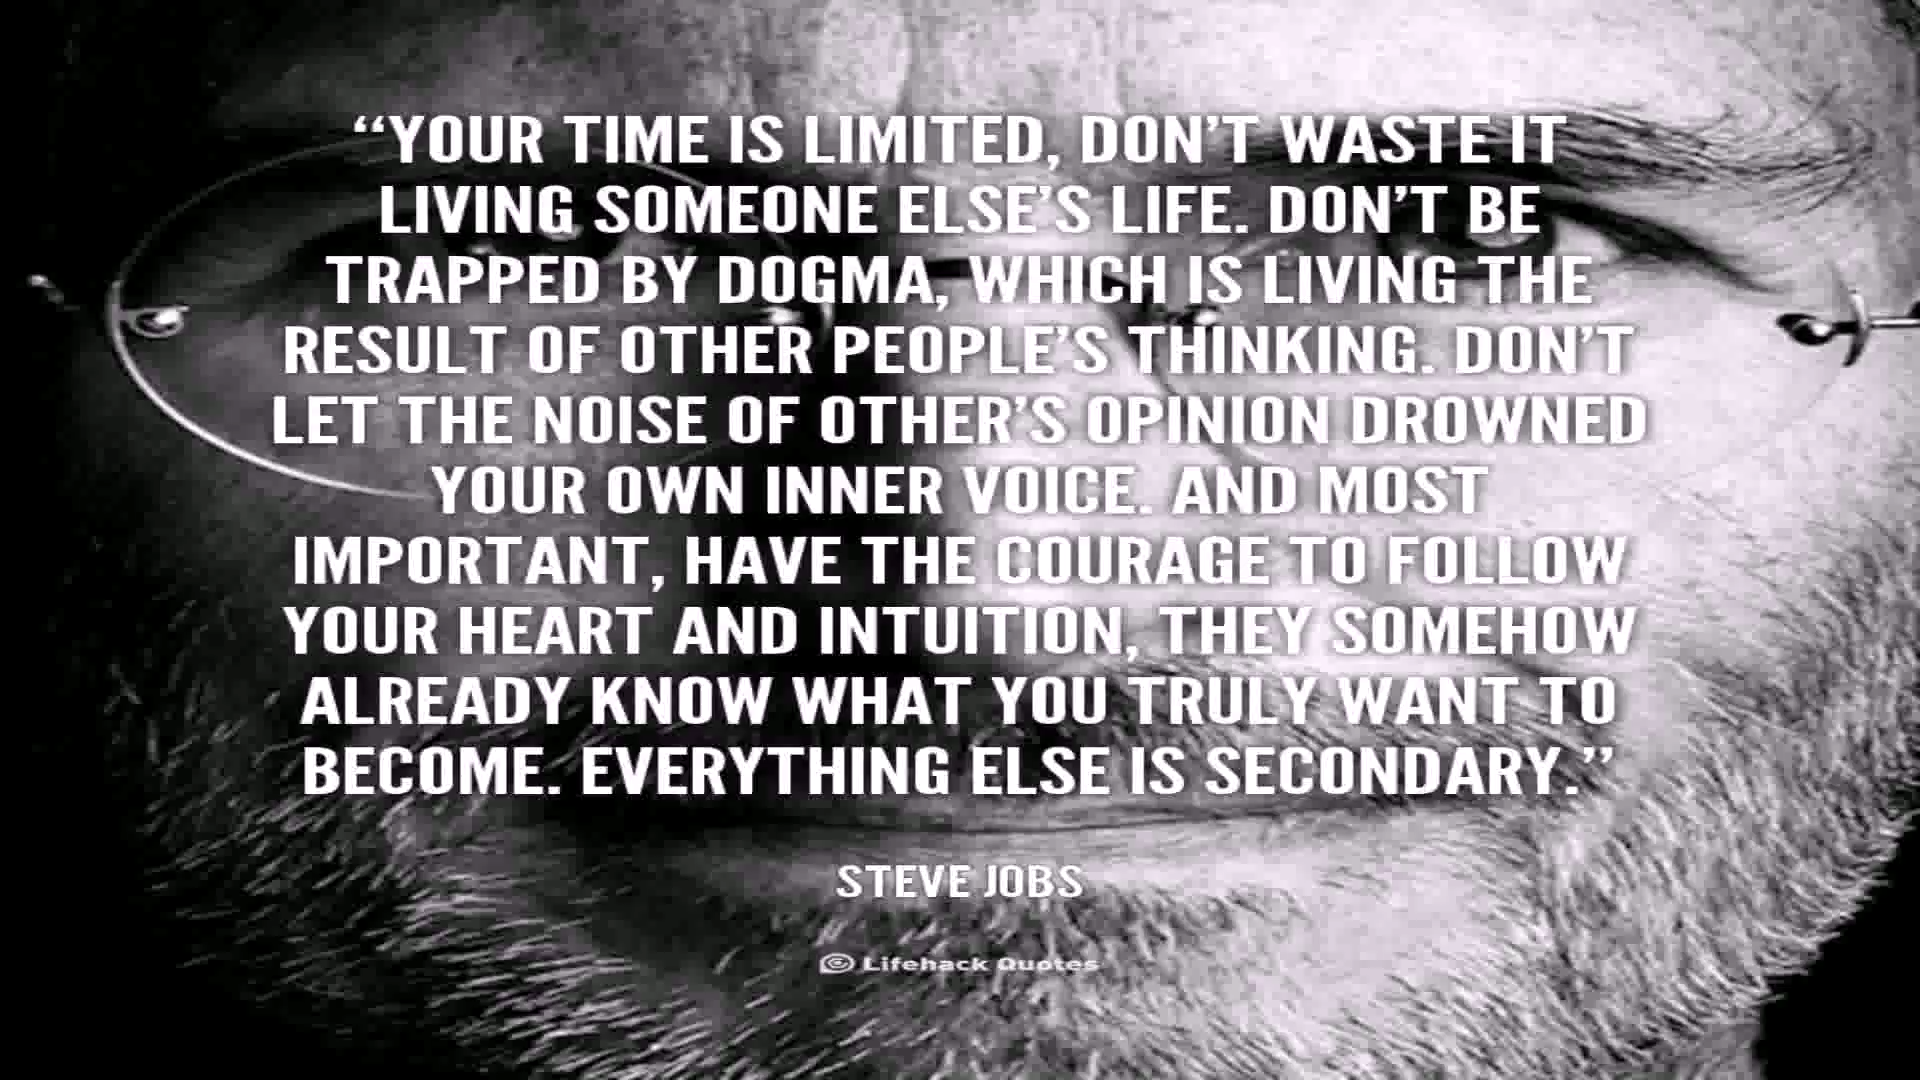 “YOUR TIME IS LIMITED, DON’T WASTE IT
LIVING SOMEONE ELSE’S LIFE. DON’T BE
TRAPPED BY DOGMA, WHICH IS LIVING THE
RESULT OF OTHER PEOPLE’S THINKING. DON’T
LET THE NOISE OF OTHER’S OPINION DROWNED
YOUR OWN INNER VOICE. AND MOST
IMPORTANT, HAVE THE COURAGE TO FOLLOW
YOUR HEART AND INTUITION, THEY SOMEHOW
ALREADY KNOW WHAT YOU TRULY WANT TO
BECOME. EVERYTHING ELSE IS SECONDARY.”
STEVE JOBS
Lifehack Quotes